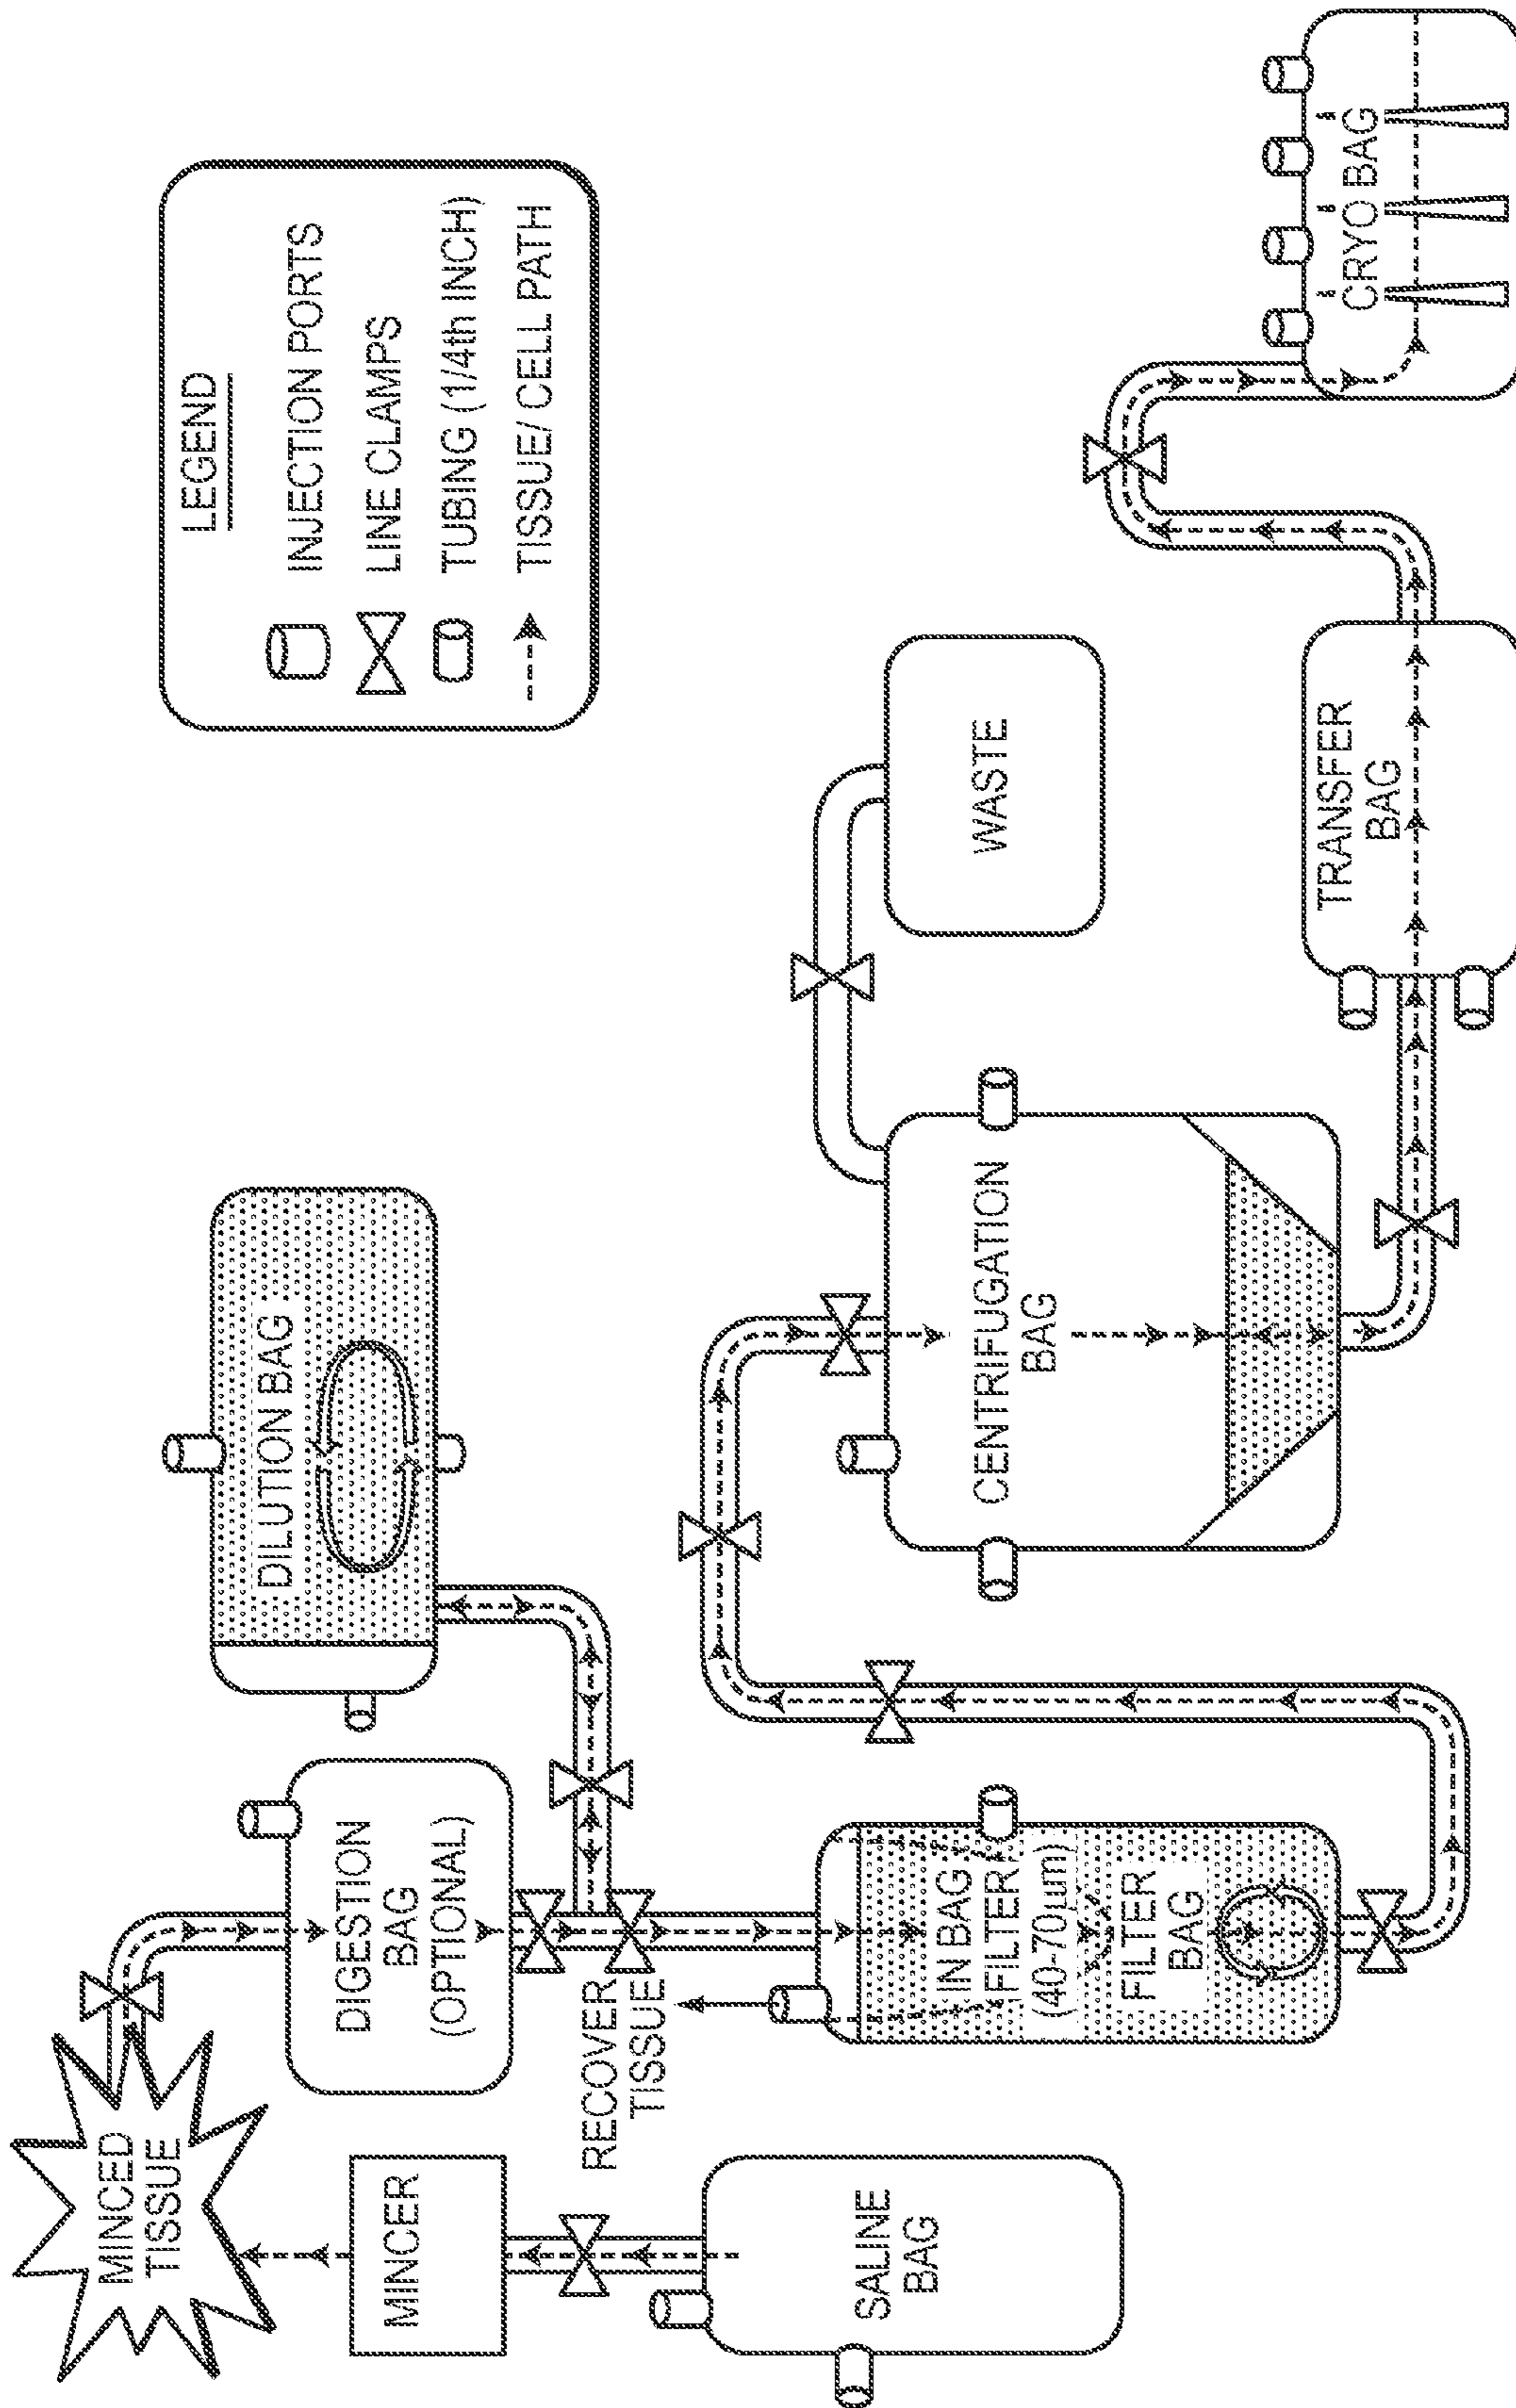 LEGEND
INJECTION PORTS
LINE CLAMPS
TUBING (1/4th INCH)
TISSUE/ CELL PATH
MINCED
TISSUE
MINCER
SALINE
BAG
DIGESTION
BAG
(OPTIONAL)
DILUTION BAG
RECOVER
TISSUE
IN BAG
FILTER
(40-70µm)
FILTER
BAG
CENTRIFUGATION
BAG
WASTE
TRANSFER
BAG
CRYO BAG